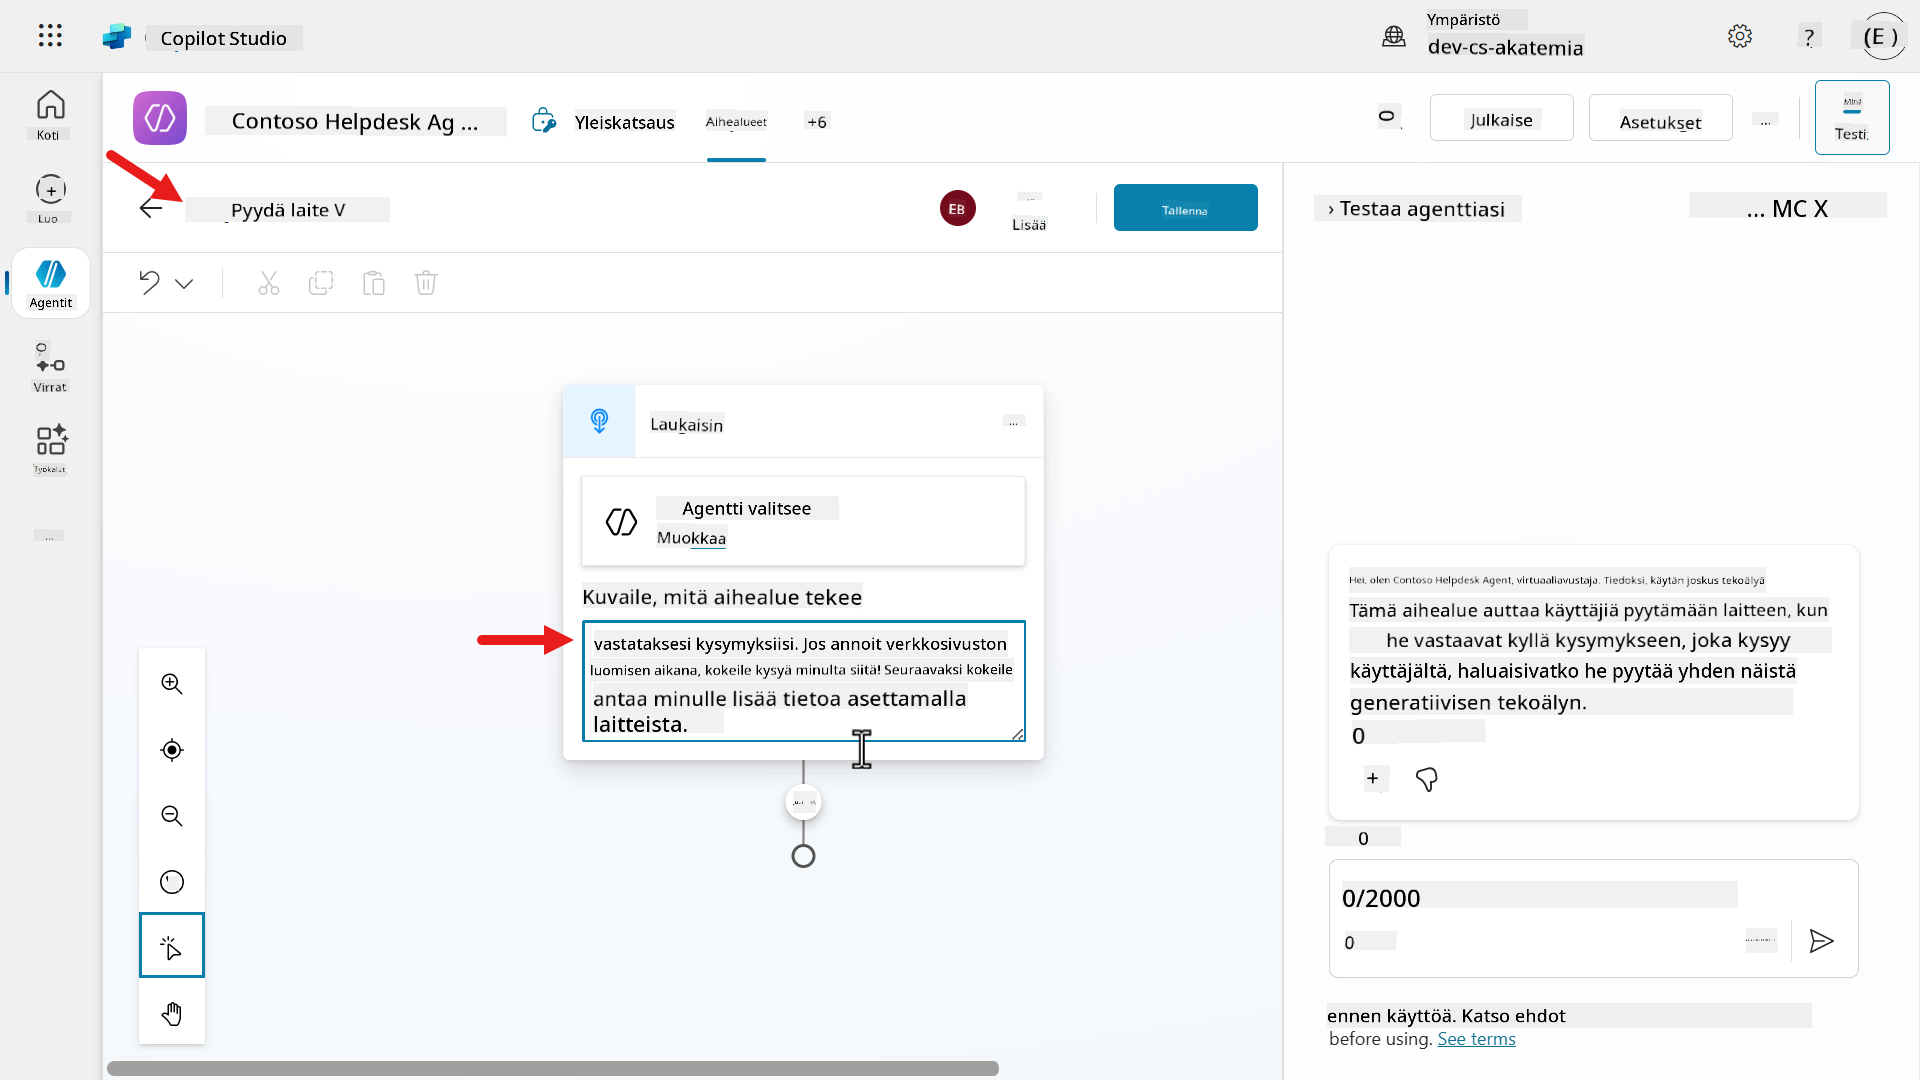 Copilot Studio
Ympäristö
dev-cs-akatemia
?
(E )
Koti
Luo
Agentit
Virrat
Työkalut
...
Contoso Helpdesk Ag ...
Yleiskatsaus
Aihealueet
+6
Julkaise
Asetukset
...
Testi:
Pyydä laite V
EB
Lisää
Tallenna
› Testaa agenttiasi
... MC X
Laukaisin
...
Agentti valitsee
Muokkaa
Kuvaile, mitä aihealue tekee
vastataksesi kysymyksiisi. Jos annoit verkkosivuston
luomisen aikana, kokeile kysyä minulta siitä! Seuraavaksi kokeile
antaa minulle lisää tietoa asettamalla
laitteista.
Hei, olen Contoso Helpdesk Agent, virtuaaliavustaja. Tiedoksi, käytän joskus tekoälyä
Tämä aihealue auttaa käyttäjiä pyytämään laitteen, kun
he vastaavat kyllä kysymykseen, joka kysyy
käyttäjältä, haluaisivatko he pyytää yhden näistä
generatiivisen tekoälyn.
0
+
0
0/2000
0
ennen käyttöä. Katso ehdot
before using. See terms